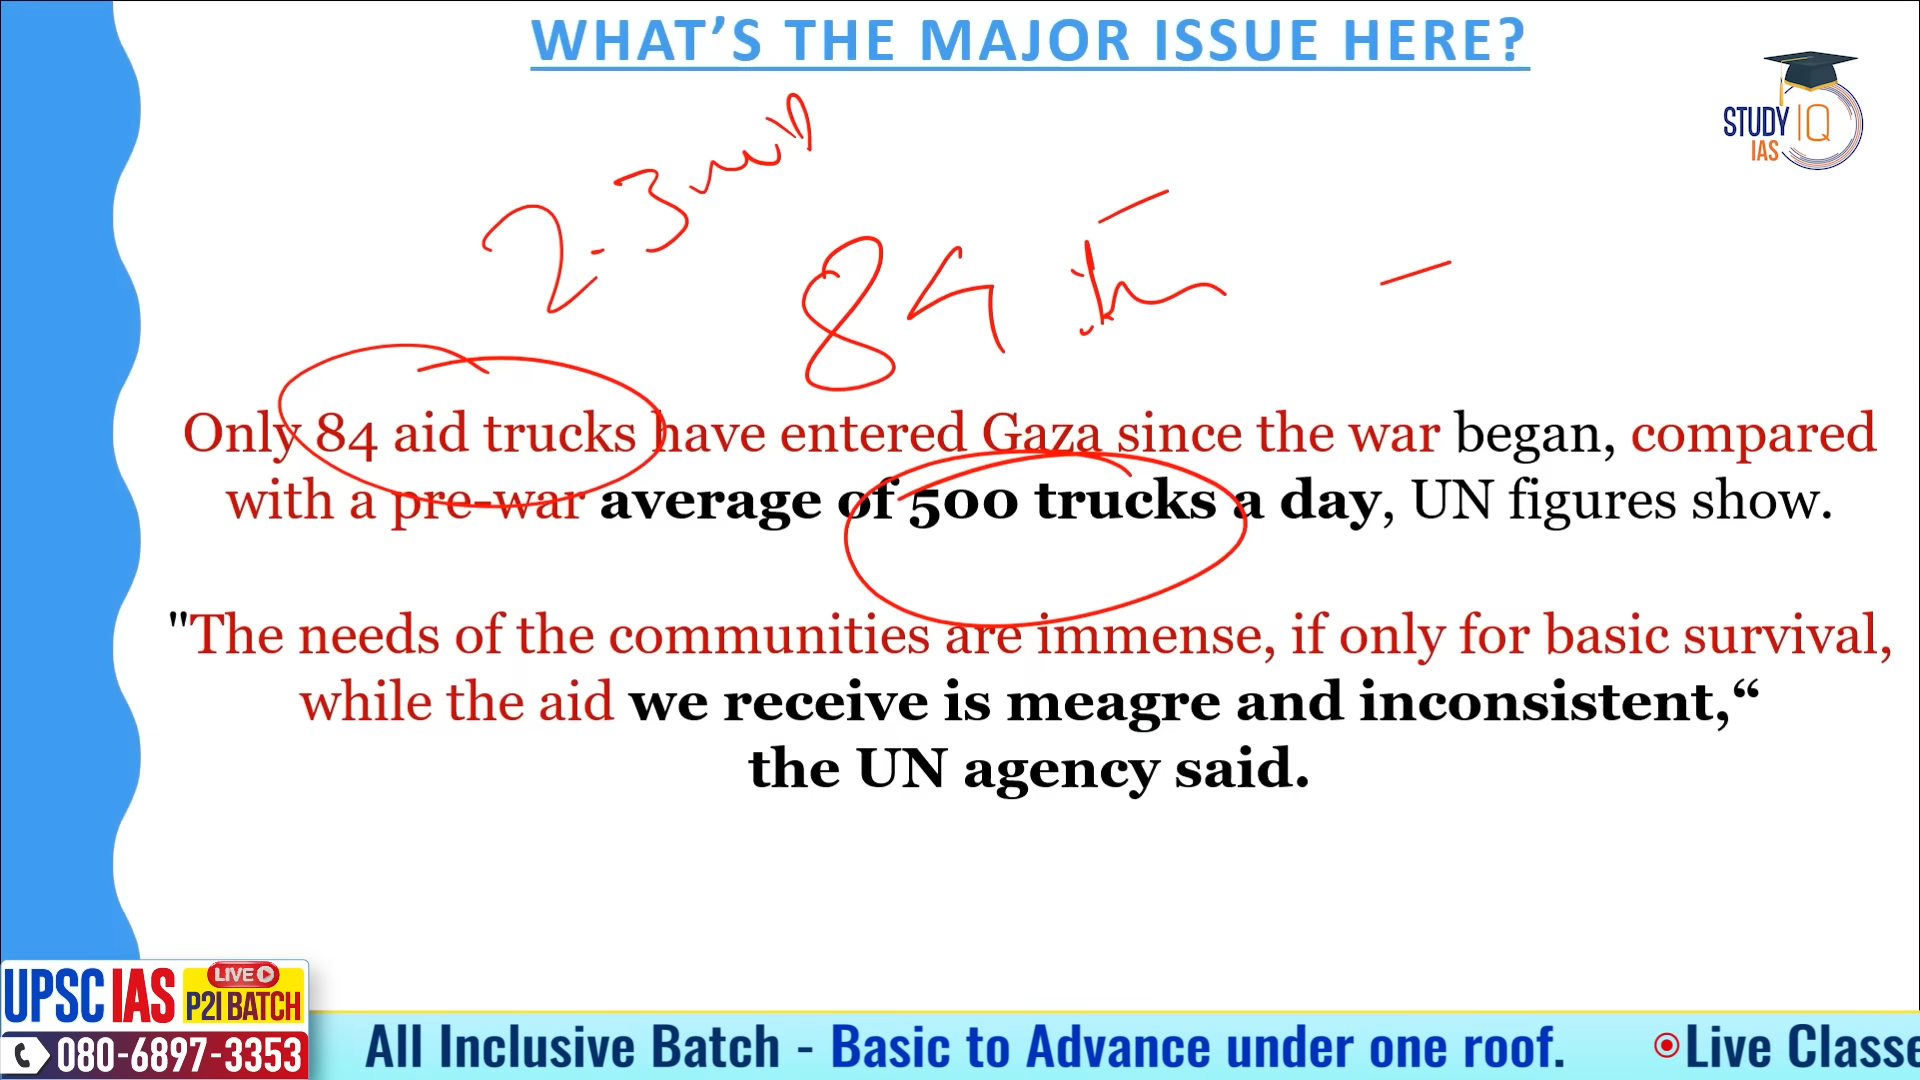 WHAT'S THE MAJOR ISSUE HERE?
STUDY IQ
IAS
2.3
84
Only 84 aid trucks have entered Gaza since the war began, compared
with a pre-war average of 500 trucks a day, UN figures show.
"The needs of the communities are immense, if only for basic survival,
while the aid we receive is meagre and inconsistent,“
the UN agency said.
UPSC IAS LIVE P2I BATCH
080-6897-3353
All Inclusive Batch - Basic to Advance under one roof.
Live Classe